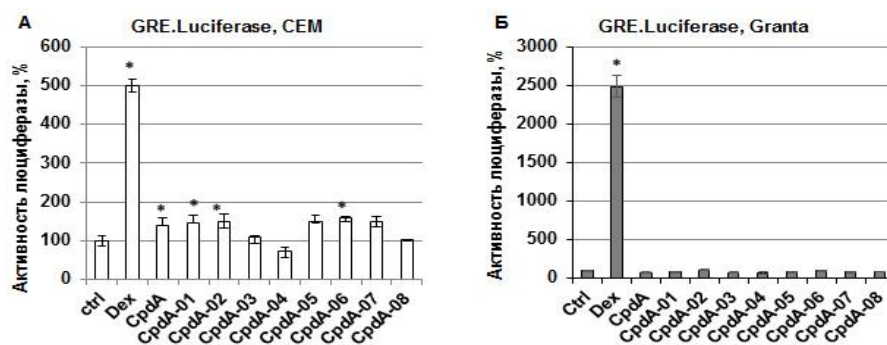 А
GRE.Luciferase, CEM
Активность люциферазы, %
600
500
400
300
200
100
0
*
*
*
*
*
ctrl
Dex
CpdA
CpdA-01
CpdA-02
CpdA-03
CpdA-04
CpdA-05
CpdA-06
CpdA-07
CpdA-08
Б
GRE.Luciferase, Granta
Активность люциферазы, %
3000
2500
2000
1500
1000
500
0
*
Ctrl
Dex
CpdA
CpdA-01
CpdA-02
CpdA-03
CpdA-04
CpdA-05
CpdA-06
CpdA-07
CpdA-08